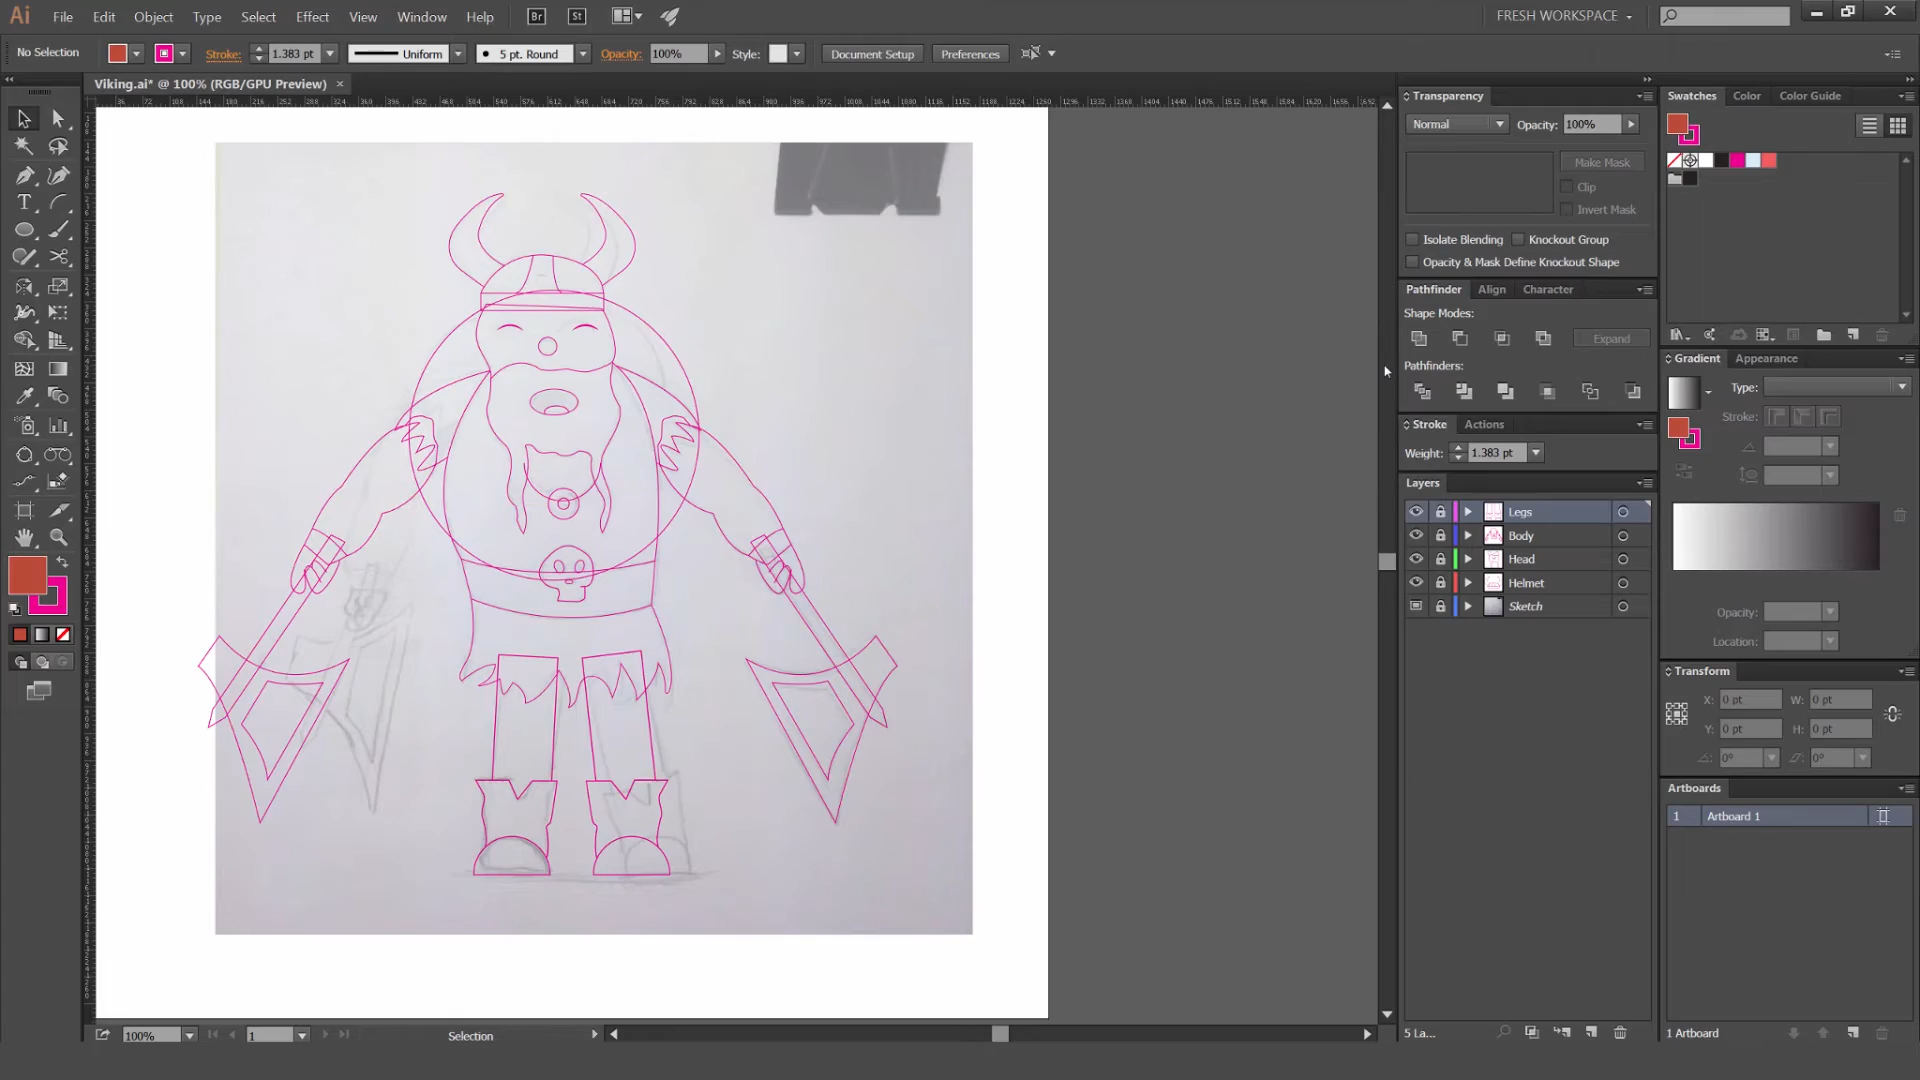 Ai File Edit Object Type Select Effect View Window Help Br St FRESH WORKSPACE
No Selection Stroke: 1.383 pt Uniform 5 pt. Round Opacity: 100% Style: Document Setup Preferences
Viking.ai* @ 100% (RGB/GPU Preview) ×
Transparency
Normal Opacity: 100%
Make Mask
Clip
Invert Mask
Isolate Blending Knockout Group
Opacity & Mask Define Knockout Shape
Pathfinder Align Character
Shape Modes:
Expand
Pathfinders:
Stroke Actions
Weight: 1.383 pt
Layers
Legs
Body
Head
Helmet
Sketch
5 La...
Swatches Color Color Guide
Gradient Appearance
Type:
Stroke:
Opacity:
Location:
Transform
X: 0 pt W: 0 pt
Y: 0 pt H: 0 pt
0° 0°
Artboards
1 Artboard 1
1 Artboard
100% 1 Selection